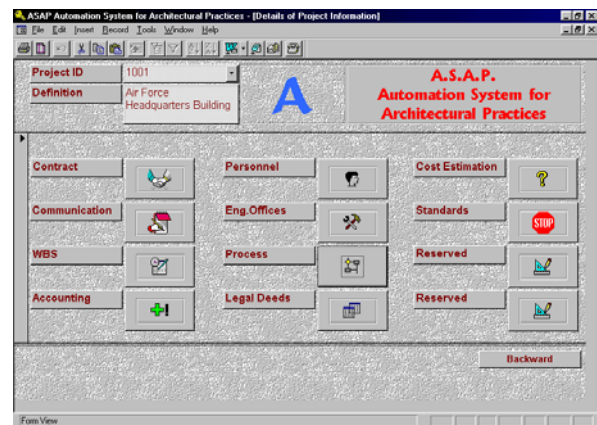 ASAP Automation System for Architectural Practices - [Details of Project Information]
File Edit Insert Record Tools Window Help
Project ID 1001
Definition Air Force
Headquarters Building
A
A.S.A.P.
Automation System for
Architectural Practices
Contract Personnel Cost Estimation
?
Communication Eng.Offices Standards
STOP
WBS Process Reserved
Accounting Legal Deeds Reserved
Backward
Form View